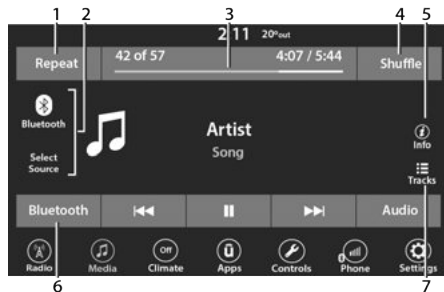 1 2 3 4 5
2:11 20°out
Repeat 42 of 57 4:07 / 5:44 Shuffle
Bluetooth
Artist
Song
Info
Select
Source
Tracks
Bluetooth Audio
Radio Media Off Climate Apps Controls Phone Settings
6 7